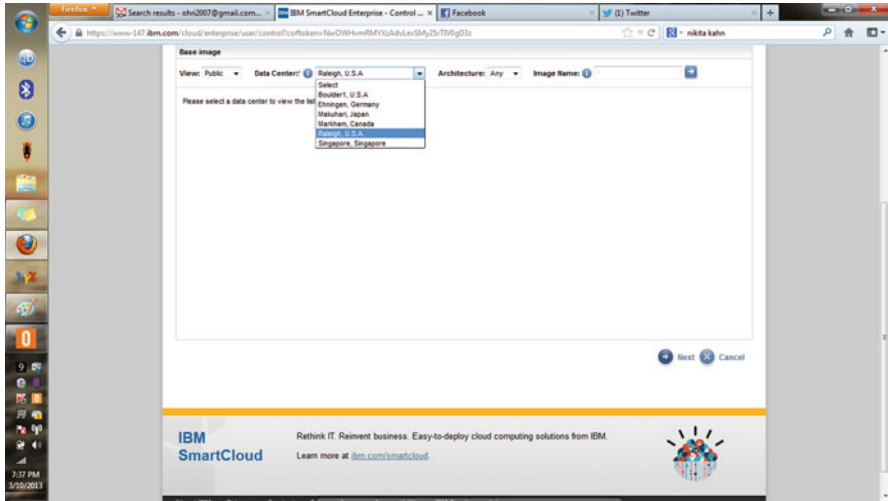 Firefox
Search results - ohri2007@gmail.com...
IBM SmartCloud Enterprise - Control ...
Facebook
(1) Twitter
nikita kahn
Base image
View: Public
Data Center:
Raleigh, U.S.A
Architecture: Any
Image Name:
Select
Boulder1, U.S.A
Ehningen, Germany
Makuhari, Japan
Markham, Canada
Raleigh, U.S.A
Singapore, Singapore
Please select a data center to view the list
Next
Cancel
IBM
SmartCloud
Rethink IT. Reinvent business. Easy-to-deploy cloud computing solutions from IBM.
Learn more at ibm.com/smartcloud.
7:37 PM
3/10/2013